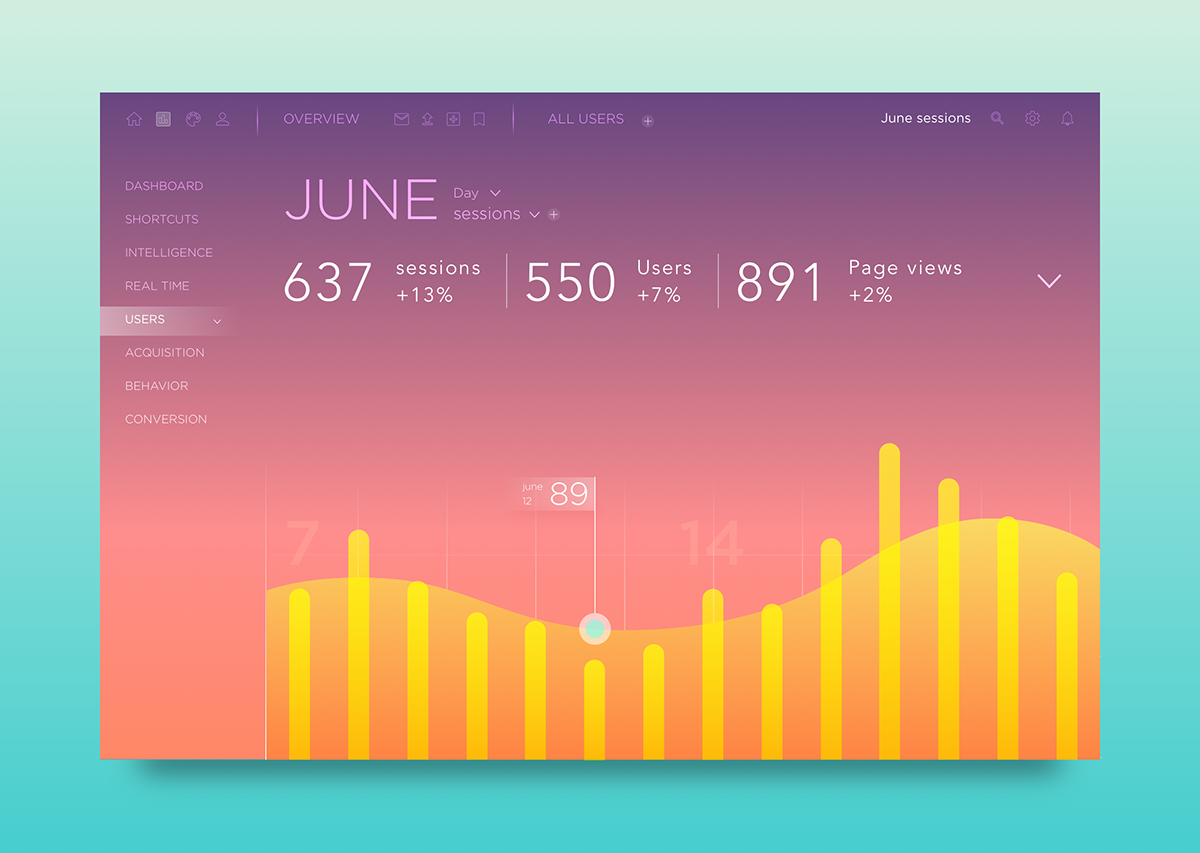 OVERVIEW
ALL USERS
June sessions
DASHBOARD
SHORTCUTS
INTELLIGENCE
REAL TIME
USERS
ACQUISITION
BEHAVIOR
CONVERSION
JUNE
Day
sessions
637
sessions
+13%
550
Users
+7%
891
Page views
+2%
june
12
89
7
14